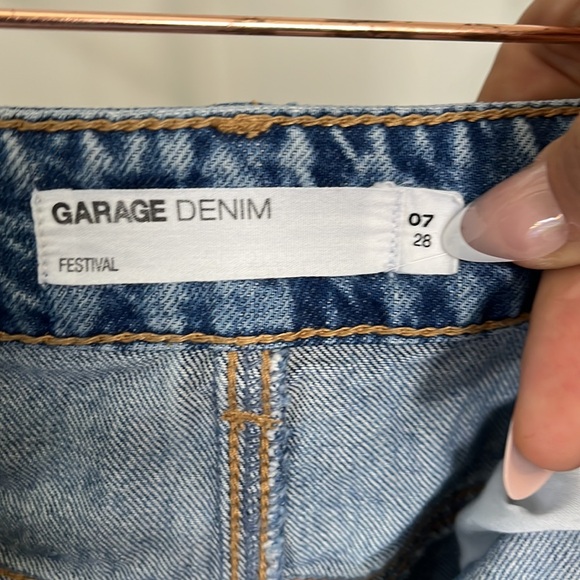 GARAGE DENIM
FESTIVAL
07
28